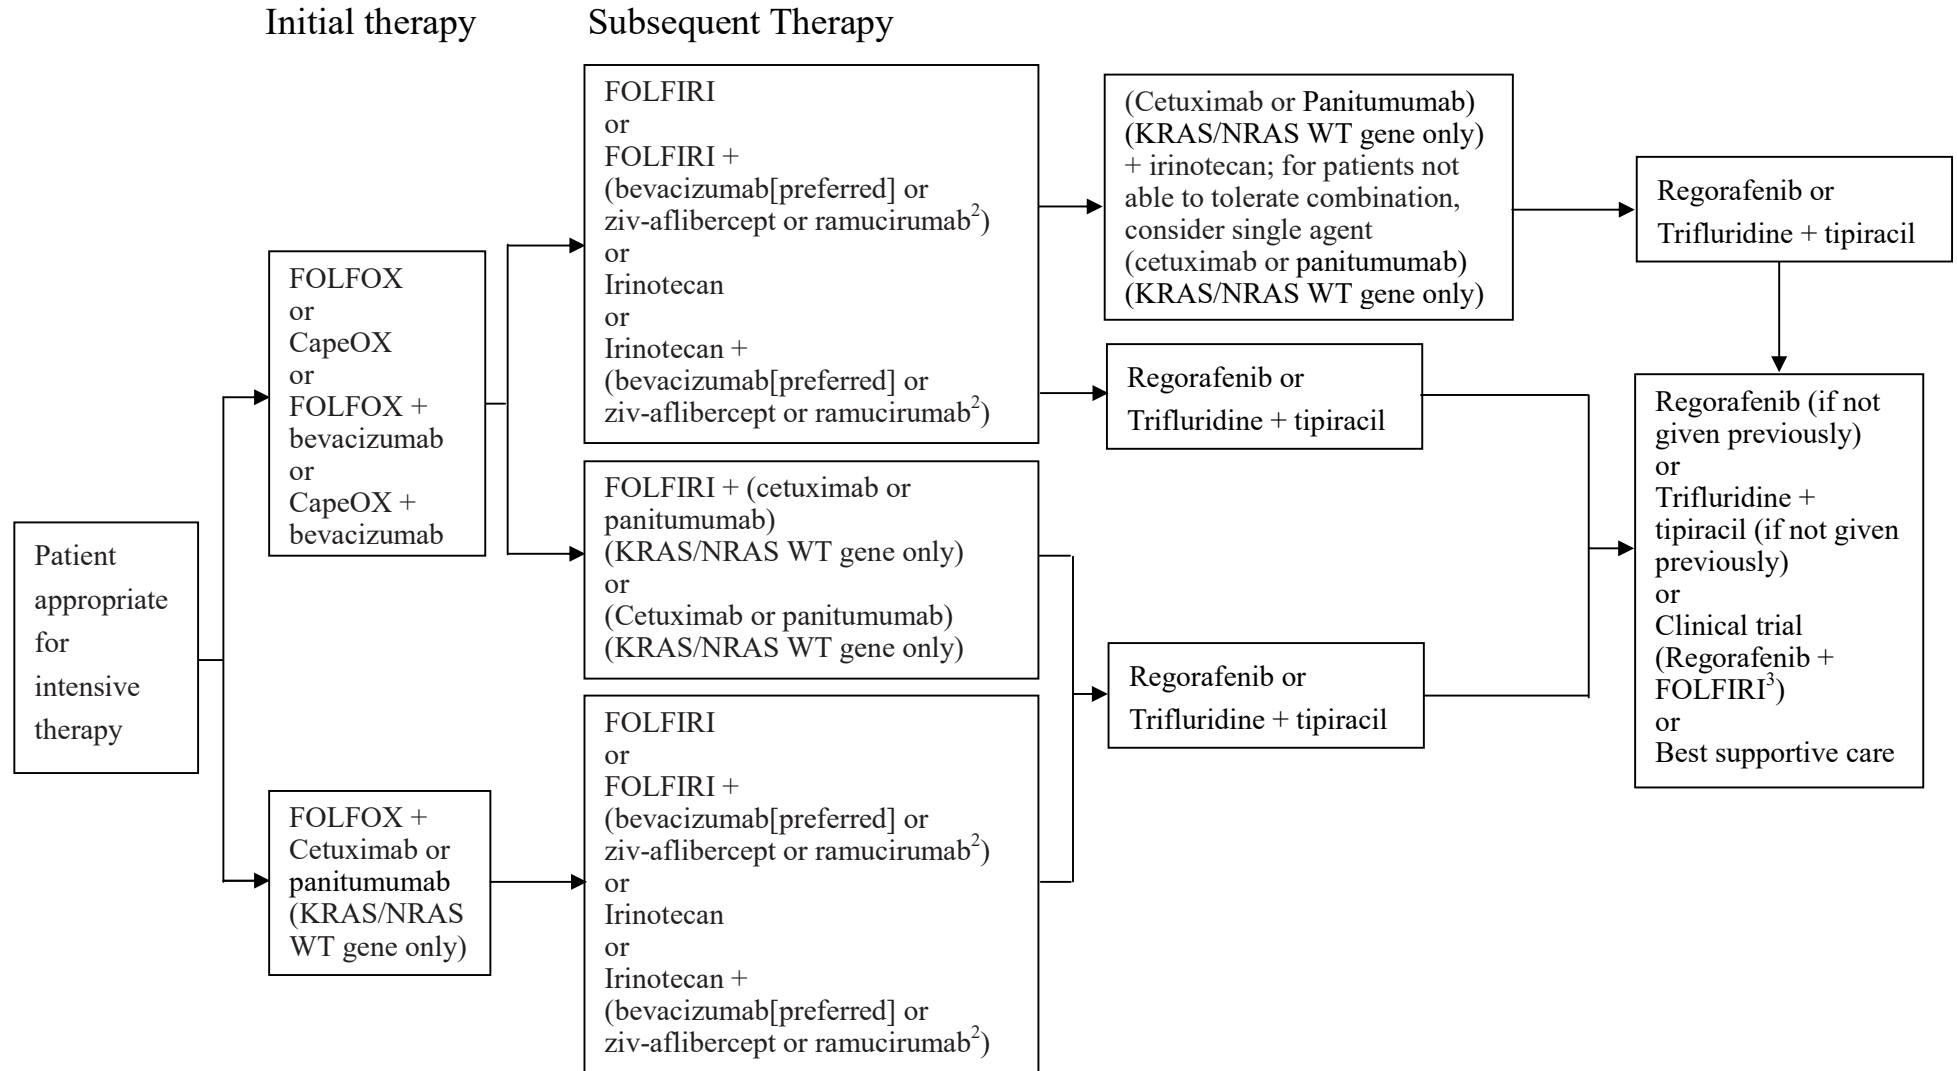 Initial therapy
Subsequent Therapy
Patient
appropriate
for
intensive
therapy
FOLFOX
or
CapeOX
or
FOLFOX +
bevacizumab
or
CapeOX +
bevacizumab
FOLFOX +
Cetuximab or
panitumumab
(KRAS/NRAS
WT gene only)
FOLFIRI
or
FOLFIRI +
(bevacizumab[preferred] or
ziv-aflibercept or ramucirumab²)
or
Irinotecan
or
Irinotecan +
(bevacizumab[preferred] or
ziv-aflibercept or ramucirumab²)
FOLFIRI + (cetuximab or
panitumumab)
(KRAS/NRAS WT gene only)
or
(Cetuximab or panitumumab)
(KRAS/NRAS WT gene only)
FOLFIRI
or
FOLFIRI +
(bevacizumab[preferred] or
ziv-aflibercept or ramucirumab²)
or
Irinotecan
or
Irinotecan +
(bevacizumab[preferred] or
ziv-aflibercept or ramucirumab²)
(Cetuximab or Panitumumab)
(KRAS/NRAS WT gene only)
+ irinotecan; for patients not
able to tolerate combination,
consider single agent
(cetuximab or panitumumab)
(KRAS/NRAS WT gene only)
Regorafenib or
Trifluridine + tipiracil
Regorafenib or
Trifluridine + tipiracil
Regorafenib or
Trifluridine + tipiracil
Regorafenib (if not
given previously)
or
Trifluridine +
tipiracil (if not given
previously)
or
Clinical trial
(Regorafenib +
FOLFIRI³)
or
Best supportive care